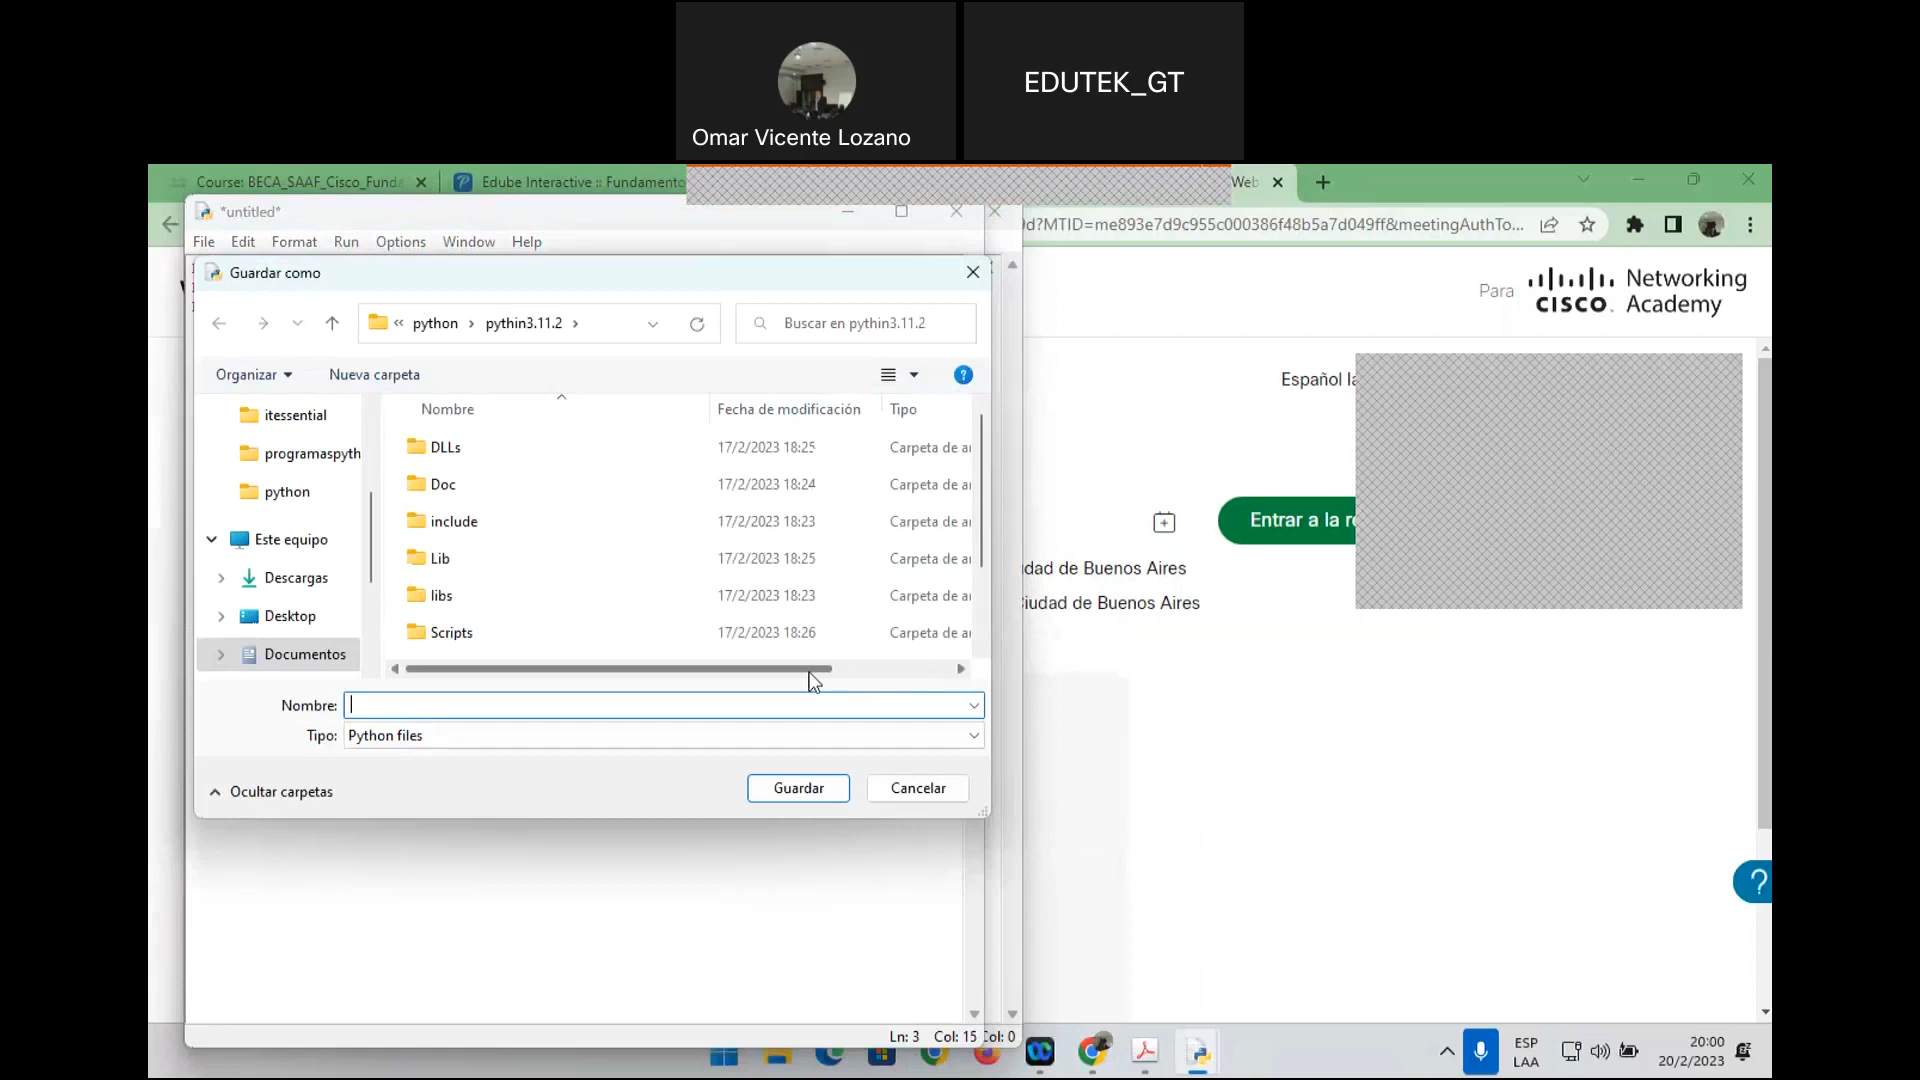 Omar Vicente Lozano
EDUTEK_GT
Course: BECA_SAAF_Cisco_Funda
Edube Interactive :: Fundamento
Web
*untitled*
d?MTID=me893e7d9c955c000386f48b5a7d049ff&meetingAuthTo...
File Edit Format Run Options Window Help
Guardar como
Para
CISCO Networking Academy
« python › pythin3.11.2 ›
Buscar en pythin3.11.2
Organizar
Nueva carpeta
Español la
Nombre Fecha de modificación Tipo
itessential
programaspyth
python
Este equipo
Descargas
Desktop
Documentos
DLLs 17/2/2023 18:25 Carpeta de ar
Doc 17/2/2023 18:24 Carpeta de ar
include 17/2/2023 18:23 Carpeta de ar
Lib 17/2/2023 18:25 Carpeta de ar
libs 17/2/2023 18:23 Carpeta de ar
Scripts 17/2/2023 18:26 Carpeta de ar
Entrar a la re
dad de Buenos Aires
iudad de Buenos Aires
Nombre:
Tipo: Python files
Ocultar carpetas
Guardar
Cancelar
Ln: 3 Col: 15
Col: 0
ESP
LAA
20:00
20/2/2023